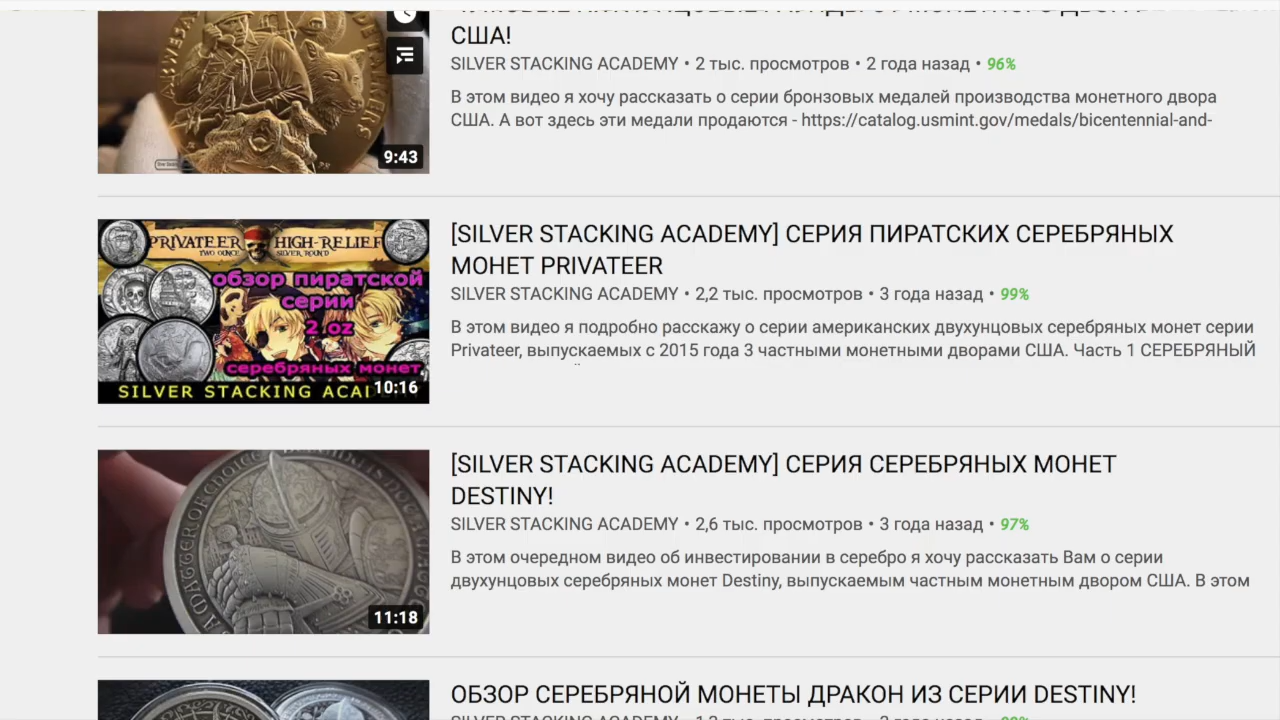 США!
SILVER STACKING ACADEMY • 2 тыс. просмотров • 2 года назад • 96%
В этом видео я хочу рассказать о серии бронзовых медалей производства монетного двора
США. А вот здесь эти медали продаются - https://catalog.usmint.gov/medals/bicentennial-and-
9:43
PRIVATEER HIGH-RELIEF
TWO OUNCE SILVER ROUND
обзор пиратской
серии
2 oz
серебряных монет
SILVER STACKING ACAD
10:16
[SILVER STACKING ACADEMY] СЕРИЯ ПИРАТСКИХ СЕРЕБРЯНЫХ
МОНЕТ PRIVATEER
SILVER STACKING ACADEMY • 2,2 тыс. просмотров • 3 года назад • 99%
В этом видео я подробно расскажу о серии американских двухунцовых серебряных монет серии
Privateer, выпускаемых с 2015 года 3 частными монетными дворами США. Часть 1 СЕРЕБРЯНЫЙ
11:18
[SILVER STACKING ACADEMY] СЕРИЯ СЕРЕБРЯНЫХ МОНЕТ
DESTINY!
SILVER STACKING ACADEMY • 2,6 тыс. просмотров • 3 года назад • 97%
В этом очередном видео об инвестировании в серебро я хочу рассказать Вам о серии
двухунцовых серебряных монет Destiny, выпускаемым частным монетным двором США. В этом
ОБЗОР СЕРЕБРЯНОЙ МОНЕТЫ ДРАКОН ИЗ СЕРИИ DESTINY!